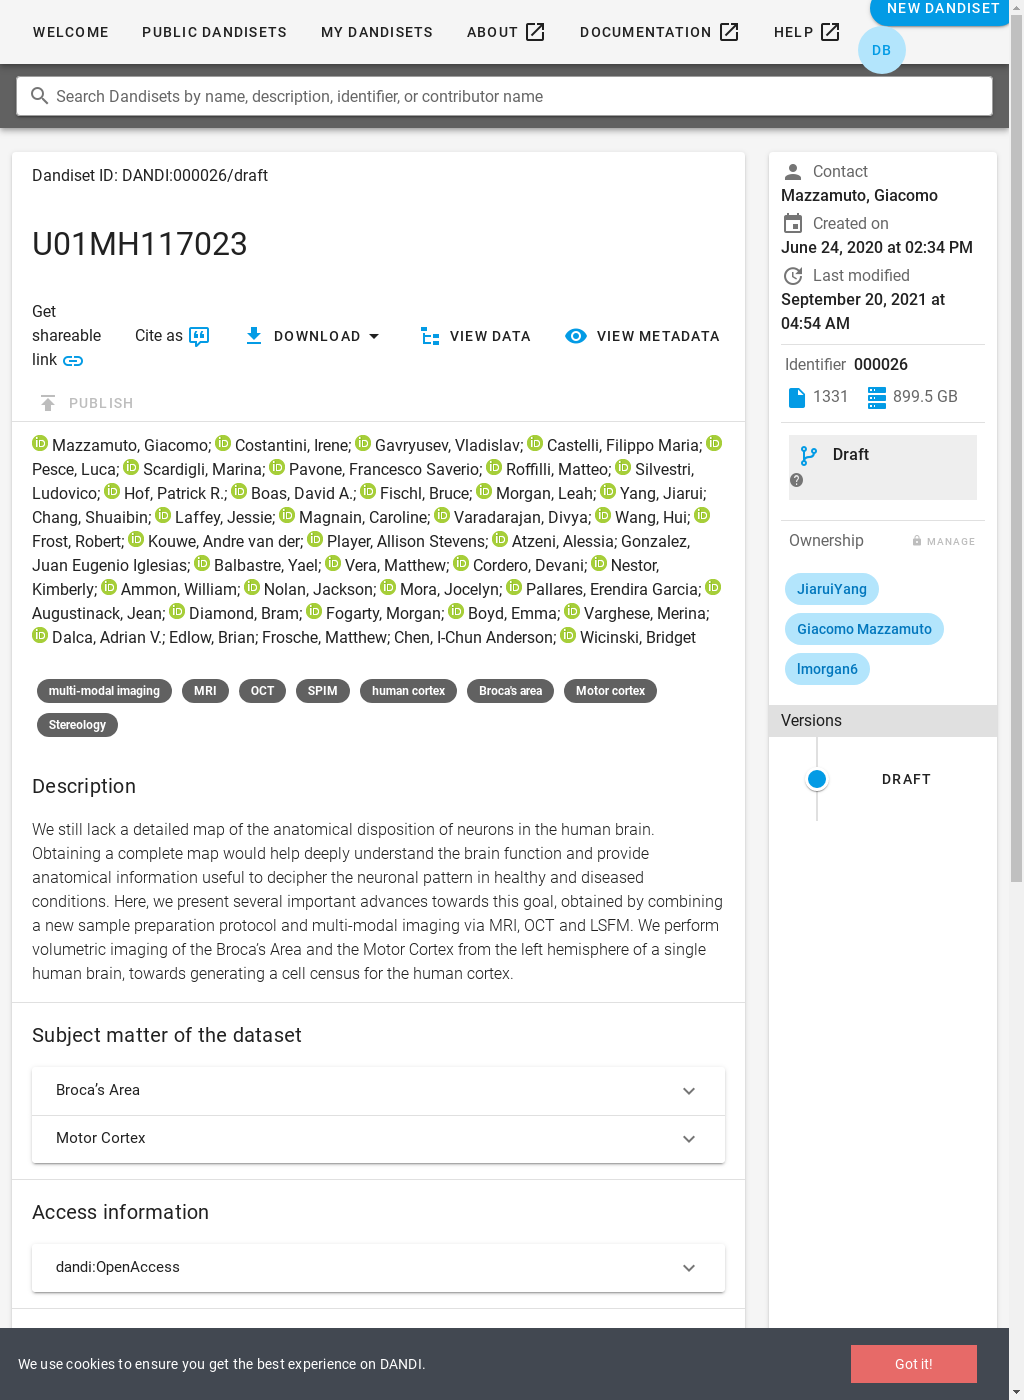 NEW DANDISET
WELCOME PUBLIC DANDISETS MY DANDISETS ABOUT DOCUMENTATION HELP
DB
Search Dandisets by name, description, identifier, or contributor name
Dandiset ID: DANDI:000026/draft
U01MH117023
Get
shareable
link
Cite as
DOWNLOAD
VIEW DATA
VIEW METADATA
PUBLISH
Mazzamuto, Giacomo; Costantini, Irene; Gavryusev, Vladislav; Castelli, Filippo Maria;
Pesce, Luca; Scardigli, Marina; Pavone, Francesco Saverio; Roffilli, Matteo; Silvestri,
Ludovico; Hof, Patrick R.; Boas, David A.; Fischl, Bruce; Morgan, Leah; Yang, Jiarui;
Chang, Shuaibin; Laffey, Jessie; Magnain, Caroline; Varadarajan, Divya; Wang, Hui;
Frost, Robert; Kouwe, Andre van der; Player, Allison Stevens; Atzeni, Alessia; Gonzalez,
Juan Eugenio Iglesias; Balbastre, Yael; Vera, Matthew; Cordero, Devani; Nestor,
Kimberly; Ammon, William; Nolan, Jackson; Mora, Jocelyn; Pallares, Erendira Garcia;
Augustinack, Jean; Diamond, Bram; Fogarty, Morgan; Boyd, Emma; Varghese, Merina;
Dalca, Adrian V.; Edlow, Brian; Frosche, Matthew; Chen, I-Chun Anderson; Wicinski, Bridget
multi-modal imaging MRI OCT SPIM human cortex Broca's area Motor cortex
Stereology
Description
We still lack a detailed map of the anatomical disposition of neurons in the human brain.
Obtaining a complete map would help deeply understand the brain function and provide
anatomical information useful to decipher the neuronal pattern in healthy and diseased
conditions. Here, we present several important advances towards this goal, obtained by combining
a new sample preparation protocol and multi-modal imaging via MRI, OCT and LSFM. We perform
volumetric imaging of the Broca’s Area and the Motor Cortex from the left hemisphere of a single
human brain, towards generating a cell census for the human cortex.
Subject matter of the dataset
Broca’s Area
Motor Cortex
Access information
dandi:OpenAccess
Contact
Mazzamuto, Giacomo
Created on
June 24, 2020 at 02:34 PM
Last modified
September 20, 2021 at
04:54 AM
Identifier 000026
1331 899.5 GB
Draft
Ownership MANAGE
JiaruiYang
Giacomo Mazzamuto
lmorgan6
Versions
DRAFT
We use cookies to ensure you get the best experience on DANDI.
Got it!